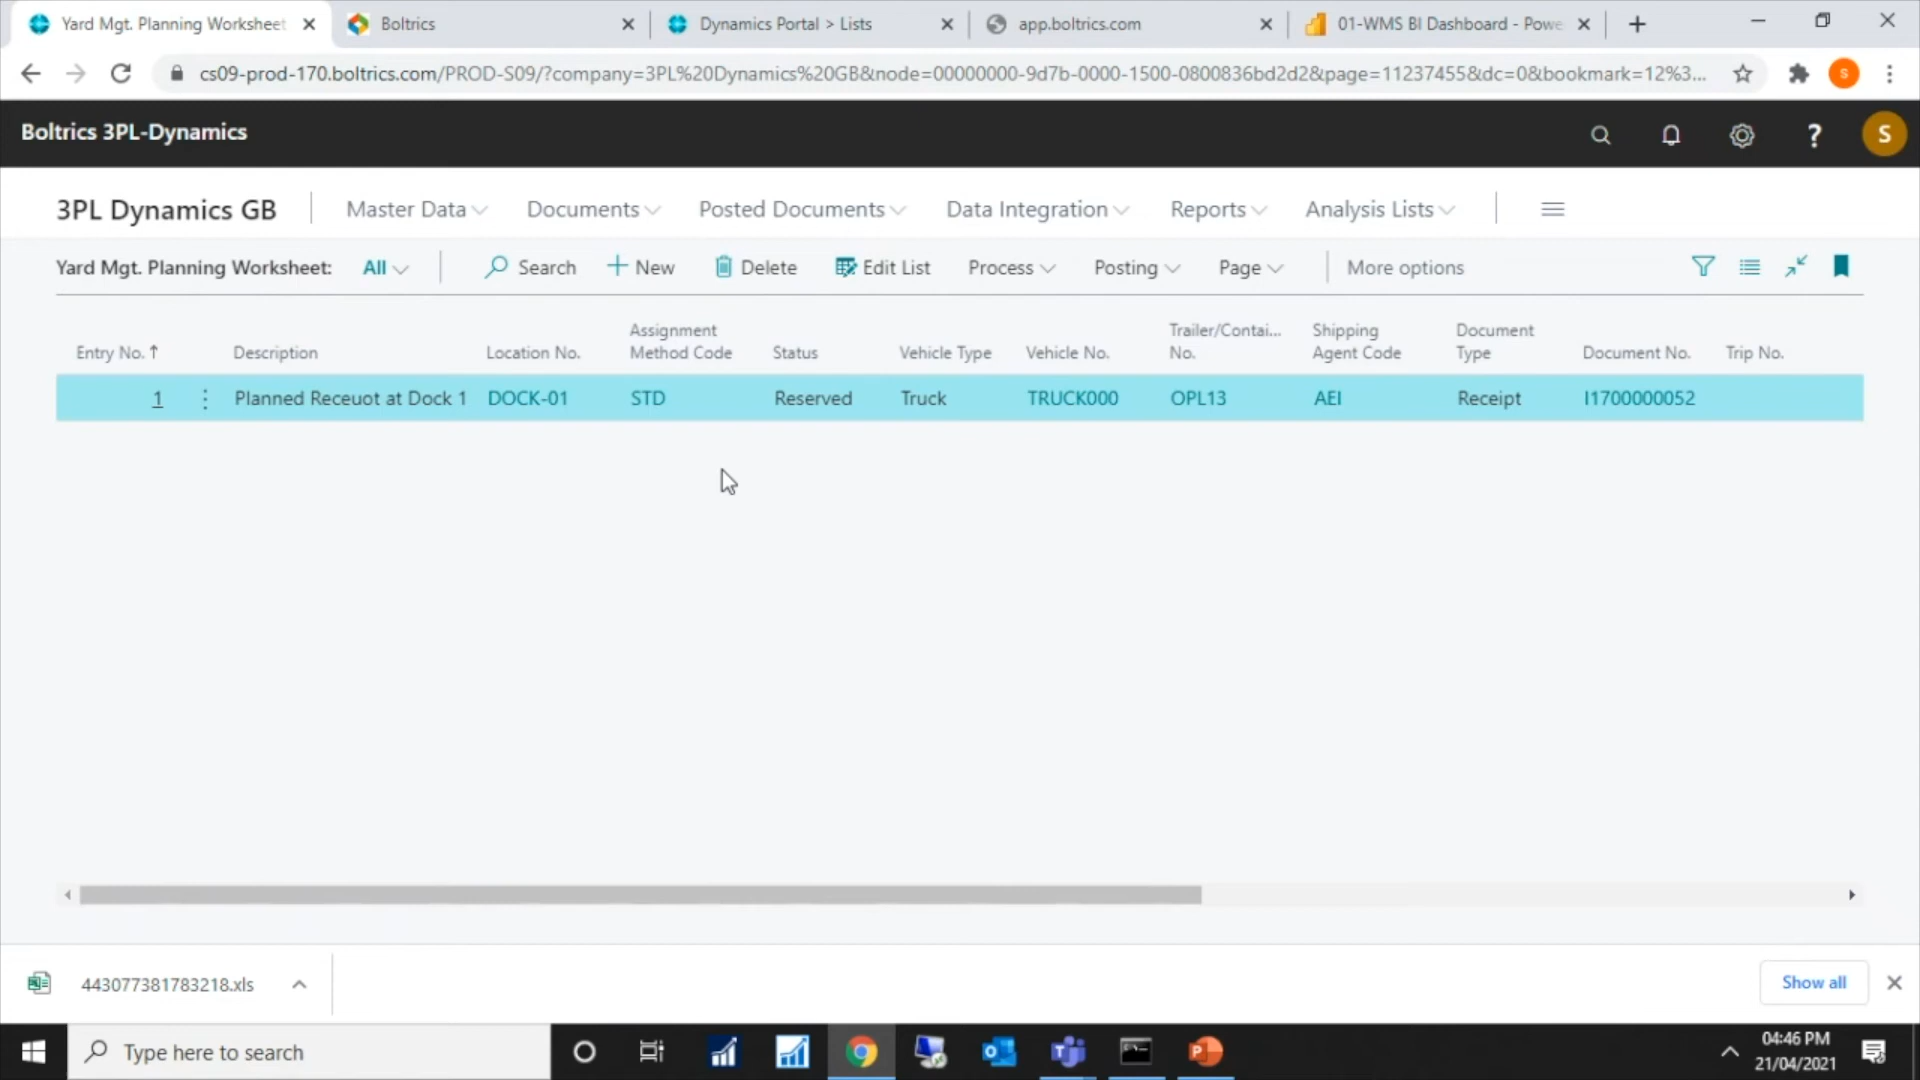 Yard Mgt. Planning Worksheet
Boltrics
Dynamics Portal > Lists
app.boltrics.com
01-WMS BI Dashboard - Powe
cs09-prod-170.boltrics.com/PROD-S09/?company=3PL%20Dynamics%20GB&node=00000000-9d7b-0000-1500-0800836bd2d2&page=11237455&dc=0&bookmark=12%3...
S
Boltrics 3PL-Dynamics
?
S
3PL Dynamics GB
Master Data
Documents
Posted Documents
Data Integration
Reports
Analysis Lists
Yard Mgt. Planning Worksheet:
All
Search
New
Delete
Edit List
Process
Posting
Page
More options
Entry No. ↑
Description
Location No.
Assignment
Method Code
Status
Vehicle Type
Vehicle No.
Trailer/Contai...
No.
Shipping
Agent Code
Document
Type
Document No.
Trip No.
1
Planned Receuot at Dock 1
DOCK-01
STD
Reserved
Truck
TRUCK000
OPL13
AEI
Receipt
I1700000052
443077381783218.xls
Show all
Type here to search
04:46 PM
21/04/2021